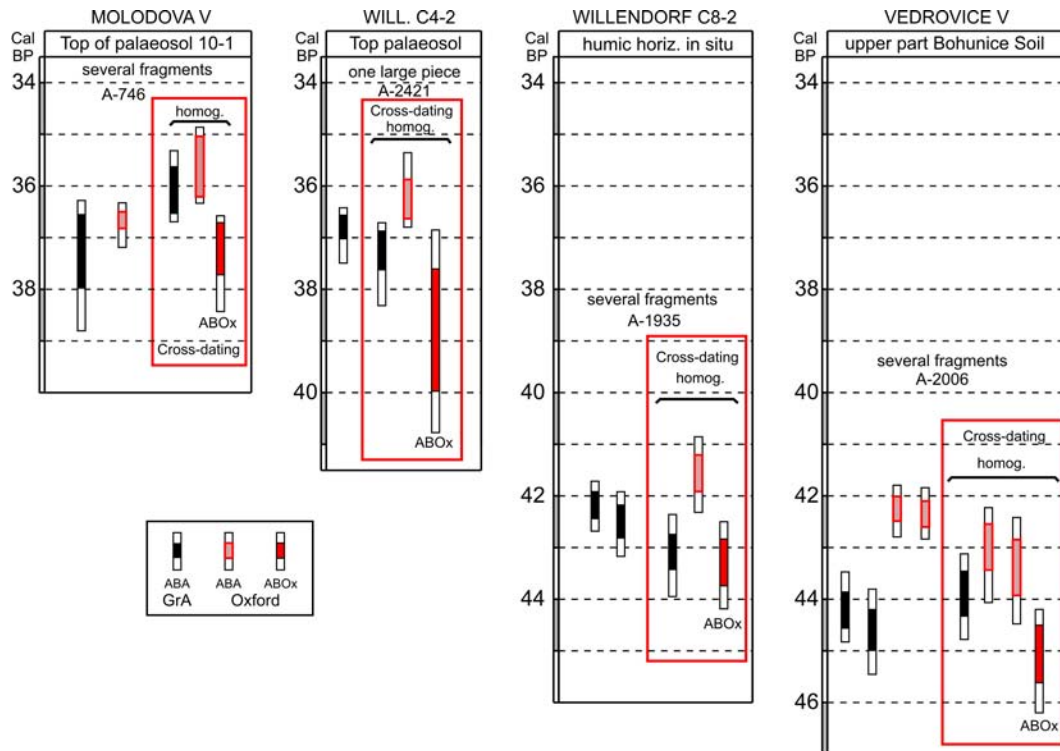 MOLODOVA V
Cal
BP
Top of palaeosol 10-1
34
several fragments
A-746
homog.
36
38
ABOx
Cross-dating
40
WILL. C4-2
Cal
BP
Top palaeosol
34
one large piece
A-2421
Cross-dating
homog.
36
38
40
ABOx
WILLENDORF C8-2
Cal
BP
humic horiz. in situ
34
36
38
several fragments
A-1935
Cross-dating
homog.
40
42
44
ABOx
VEDROVICE V
Cal
BP
upper part Bohunice Soil
34
36
38
several fragments
A-2006
40
Cross-dating
homog.
42
44
46
ABOx
ABA ABA ABOx
GrA Oxford